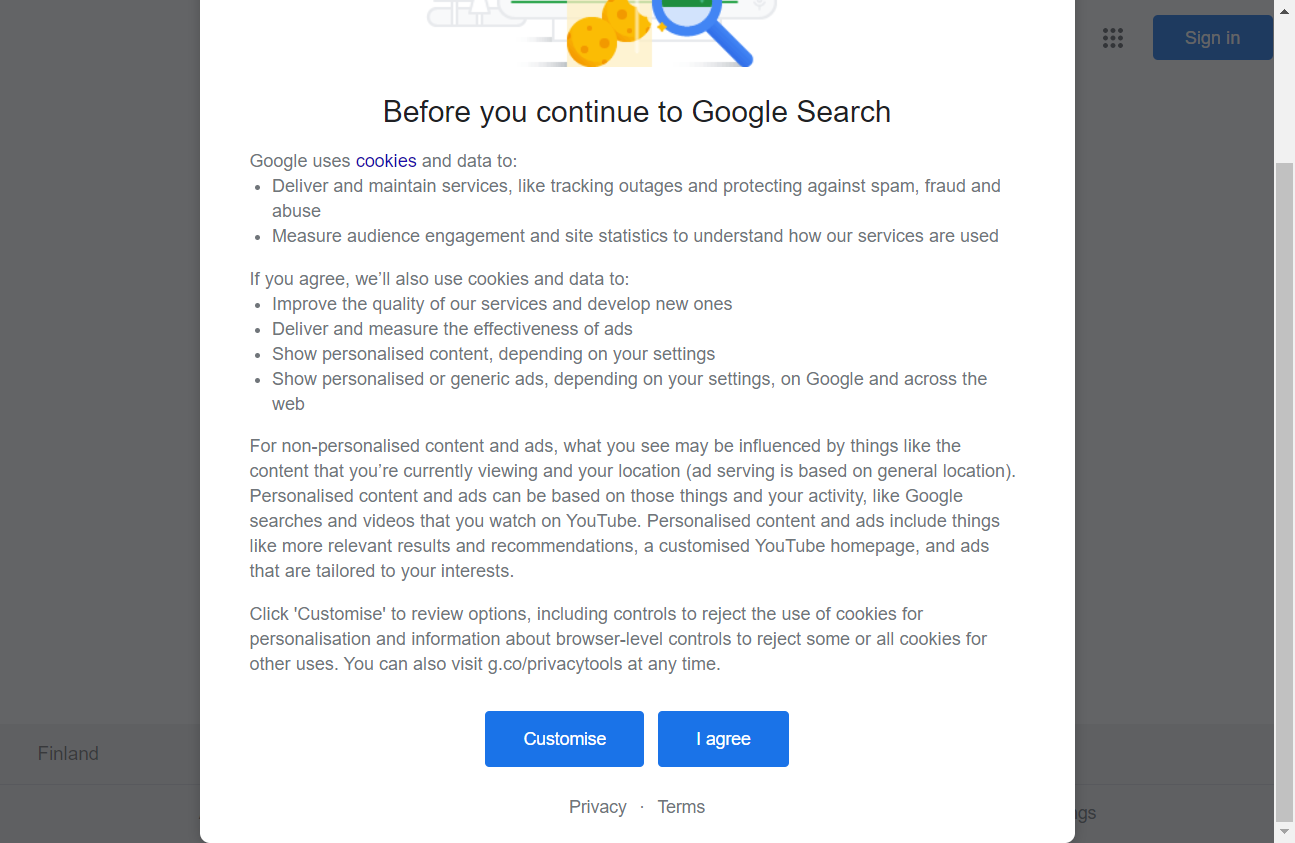 Sign in
Before you continue to Google Search
Google uses cookies and data to:
Deliver and maintain services, like tracking outages and protecting against spam, fraud and
abuse
Measure audience engagement and site statistics to understand how our services are used
If you agree, we’ll also use cookies and data to:
Improve the quality of our services and develop new ones
Deliver and measure the effectiveness of ads
Show personalised content, depending on your settings
Show personalised or generic ads, depending on your settings, on Google and across the
web
For non-personalised content and ads, what you see may be influenced by things like the
content that you’re currently viewing and your location (ad serving is based on general location).
Personalised content and ads can be based on those things and your activity, like Google
searches and videos that you watch on YouTube. Personalised content and ads include things
like more relevant results and recommendations, a customised YouTube homepage, and ads
that are tailored to your interests.
Click 'Customise' to review options, including controls to reject the use of cookies for
personalisation and information about browser-level controls to reject some or all cookies for
other uses. You can also visit g.co/privacytools at any time.
Customise I agree
Finland
Privacy · Terms